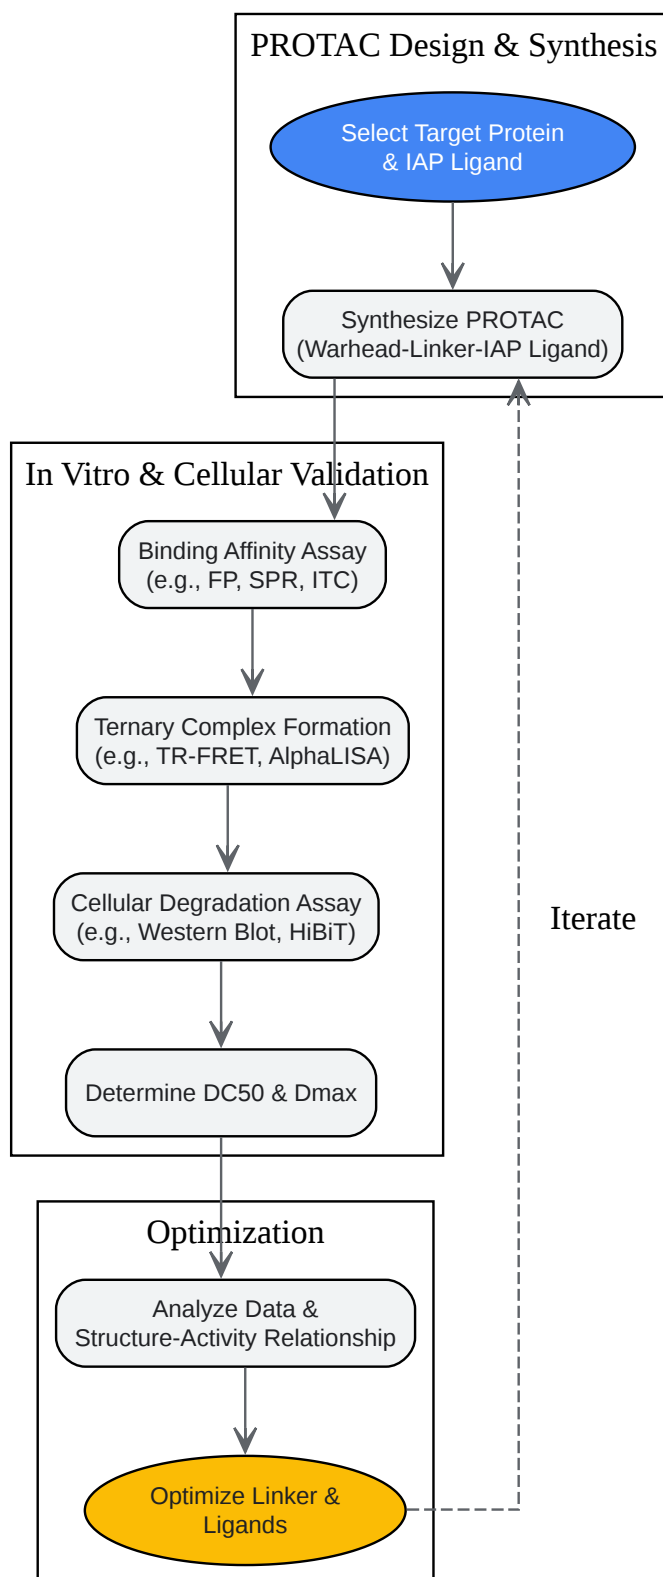 PROTAC Design & Synthesis
Select Target Protein
& IAP Ligand
Synthesize PROTAC
(Warhead-Linker-IAP Ligand)
In Vitro & Cellular Validation
Binding Affinity Assay
(e.g., FP, SPR, ITC)
Ternary Complex Formation
(e.g., TR-FRET, AlphaLISA)
Cellular Degradation Assay
(e.g., Western Blot, HiBiT)
Iterate
Determine DC50 & Dmax
Optimization
Analyze Data &
Structure-Activity Relationship
Optimize Linker &
Ligands